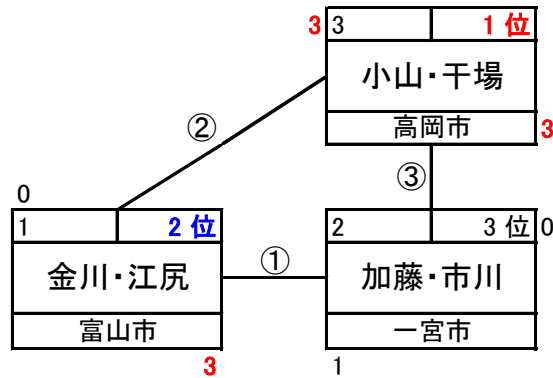 3 3 1 位
小山・干場
高岡市 3
②
③
0
1 2 位
金川・江尻
富山市
3
①
2 3 位 0
加藤・市川
一宮市
1